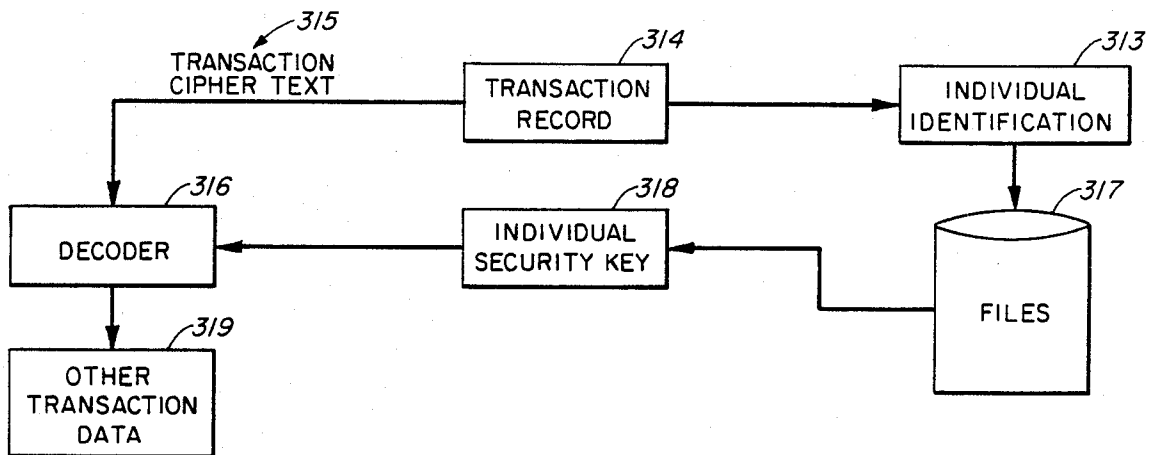 315
TRANSACTION
CIPHER TEXT
314
TRANSACTION
RECORD
313
INDIVIDUAL
IDENTIFICATION
316
DECODER
318
INDIVIDUAL
SECURITY KEY
317
FILES
319
OTHER
TRANSACTION
DATA